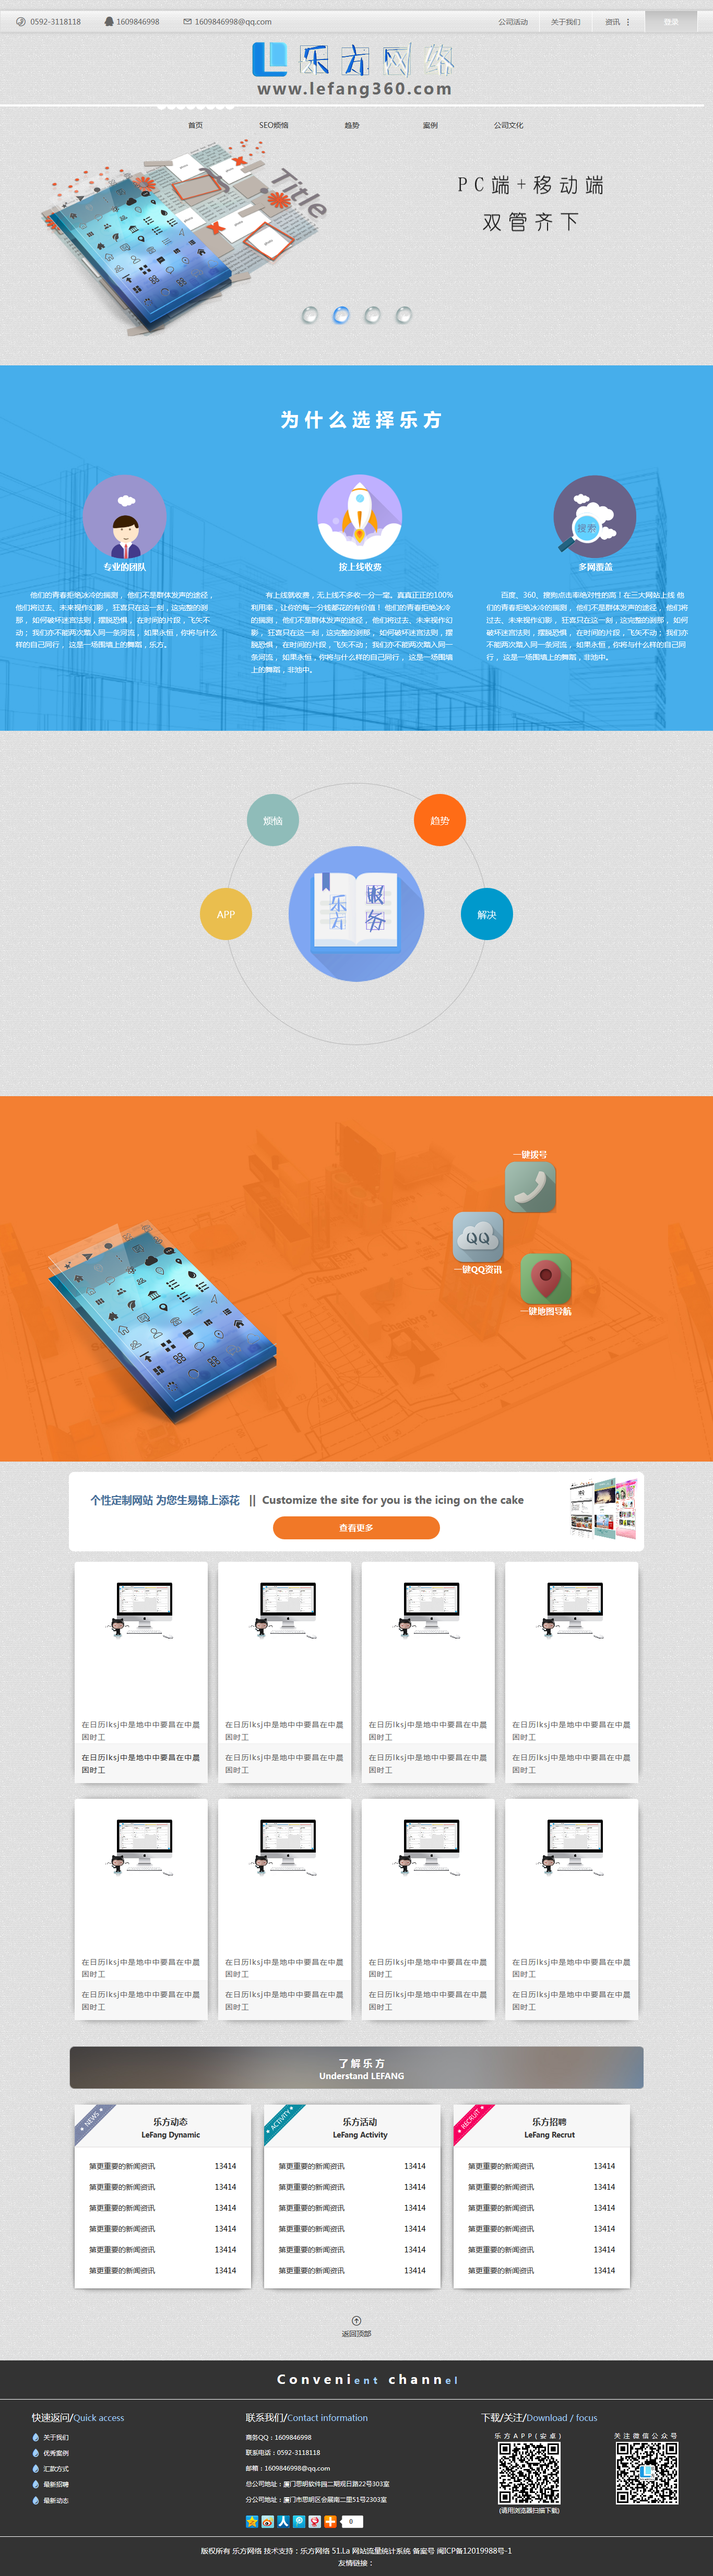 0592-3118118 1609846998 1609846998@qq.com 公司活动 关于我们 资讯 登录
乐方网络
www.lefang360.com
首页 SEO烦恼 趋势 案例 公司文化
Title
PC端+移动端
双管齐下
为什么选择乐方
搜索
专业的团队 按上线收费 多网覆盖
他们的青春拒绝冰冷的揣测， 他们不是群体发声的途径，
他们将过去、未来视作幻影， 狂喜只在这一刻，这完整的刹
那， 如何破坏迷宫法则，摆脱恐惧， 在时间的片段，飞矢不
动； 我们亦不能两次踏入同一条河流， 如果永恒，你将与什么
样的自己同行， 这是一场围墙上的舞蹈，乐方。
有上线就收费，无上线不多收一分一毫。真真正正的100%
利用率，让你的每一分钱都花的有价值！ 他们的青春拒绝冰冷
的揣测， 他们不是群体发声的途径， 他们将过去、未来视作幻
影， 狂喜只在这一刻，这完整的刹那， 如何破坏迷宫法则，摆
脱恐惧， 在时间的片段，飞矢不动； 我们亦不能两次踏入同一
条河流， 如果永恒，你将与什么样的自己同行， 这是一场围墙
上的舞蹈，非池中。
百度、360、搜狗点击率绝对性的高！在三大网站上线 他
们的青春拒绝冰冷的揣测， 他们不是群体发声的途径， 他们将
过去、未来视作幻影， 狂喜只在这一刻，这完整的刹那， 如何
破坏迷宫法则，摆脱恐惧， 在时间的片段，飞矢不动； 我们亦
不能两次踏入同一条河流， 如果永恒，你将与什么样的自己同
行， 这是一场围墙上的舞蹈，非池中。
烦恼 趋势
APP 乐方 服务 解决
一键拨号
QQ
一键QQ资讯
一键地图导航
个性定制网站 为您生易锦上添花 || Customize the site for you is the icing on the cake
查看更多
在日历lksj中是地中中要昌在中晨
困时工
在日历lksj中是地中中要昌在中晨
困时工
在日历lksj中是地中中要昌在中晨
困时工
在日历lksj中是地中中要昌在中晨
困时工
在日历lksj中是地中中要昌在中晨
困时工
在日历lksj中是地中中要昌在中晨
困时工
在日历lksj中是地中中要昌在中晨
困时工
在日历lksj中是地中中要昌在中晨
困时工
在日历lksj中是地中中要昌在中晨
困时工
在日历lksj中是地中中要昌在中晨
困时工
在日历lksj中是地中中要昌在中晨
困时工
在日历lksj中是地中中要昌在中晨
困时工
在日历lksj中是地中中要昌在中晨
困时工
在日历lksj中是地中中要昌在中晨
困时工
在日历lksj中是地中中要昌在中晨
困时工
在日历lksj中是地中中要昌在中晨
困时工
了解乐方
Understand LEFANG
NEWS
乐方动态
LeFang Dynamic
第更重要的新闻资讯 13414
第更重要的新闻资讯 13414
第更重要的新闻资讯 13414
第更重要的新闻资讯 13414
第更重要的新闻资讯 13414
第更重要的新闻资讯 13414
ACTIVITY
乐方活动
LeFang Activity
第更重要的新闻资讯 13414
第更重要的新闻资讯 13414
第更重要的新闻资讯 13414
第更重要的新闻资讯 13414
第更重要的新闻资讯 13414
第更重要的新闻资讯 13414
RECRUIT
乐方招聘
LeFang Recrut
第更重要的新闻资讯 13414
第更重要的新闻资讯 13414
第更重要的新闻资讯 13414
第更重要的新闻资讯 13414
第更重要的新闻资讯 13414
第更重要的新闻资讯 13414
返回顶部
Convenient channel
快速返问/Quick access
关于我们
优秀案例
汇款方式
最新招聘
最新动态
联系我们/Contact information
商务QQ：1609846998
联系电话：0592-3118118
邮箱：1609846998@qq.com
总公司地址：厦门思明软件园二期观日路22号303室
分公司地址：厦门市思明区会展南二里51号2303室
0
下载/关注/Download / focus
乐方APP(安卓) 关注微信公众号
(请用浏览器扫描下载)
版权所有 乐方网络 技术支持：乐方网络 51.La 网站流量统计系统 备案号 闽ICP备12019988号-1
友情链接：